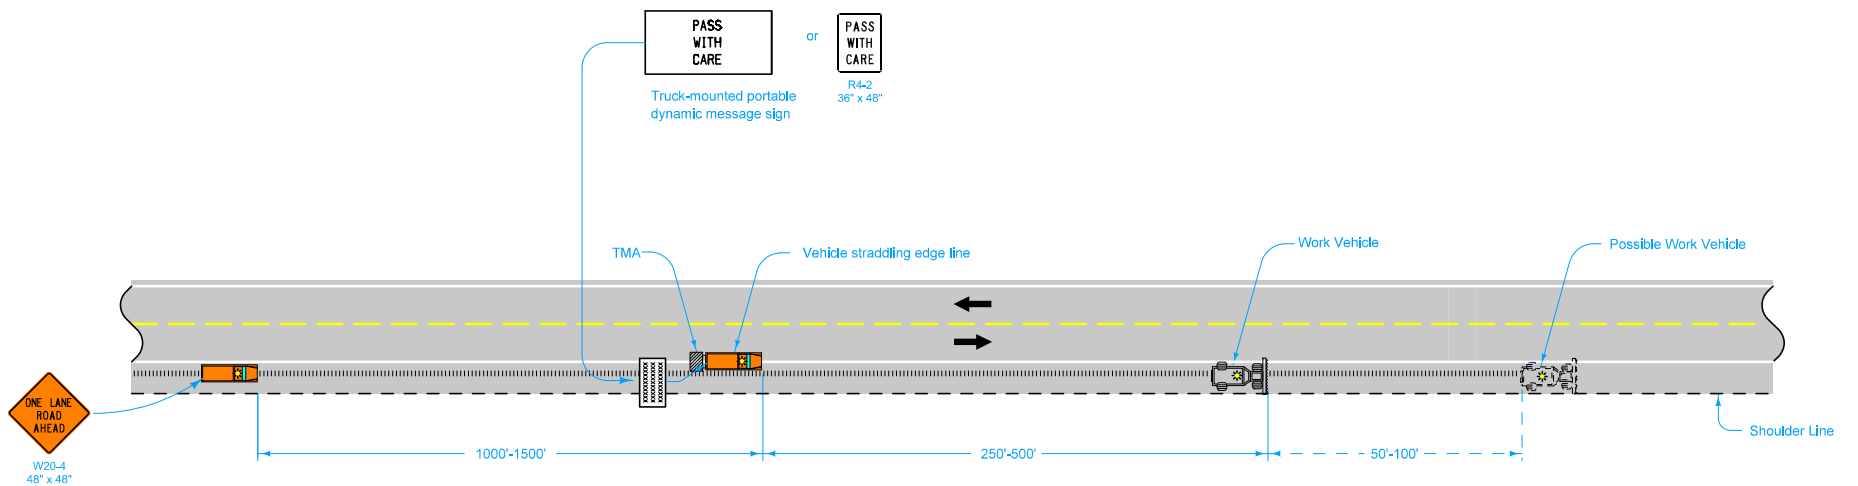 PASS
WITH
CARE
or
PASS
WITH
CARE
Truck-mounted portable
dynamic message sign
R4-2
36" x 48"
TMA
Vehicle straddling edge line
Work Vehicle
Possible Work Vehicle
ONE LANE
ROAD
AHEAD
W20-4
48" x 48"
1000'-1500'
250'-500'
50'-100'
Shoulder Line